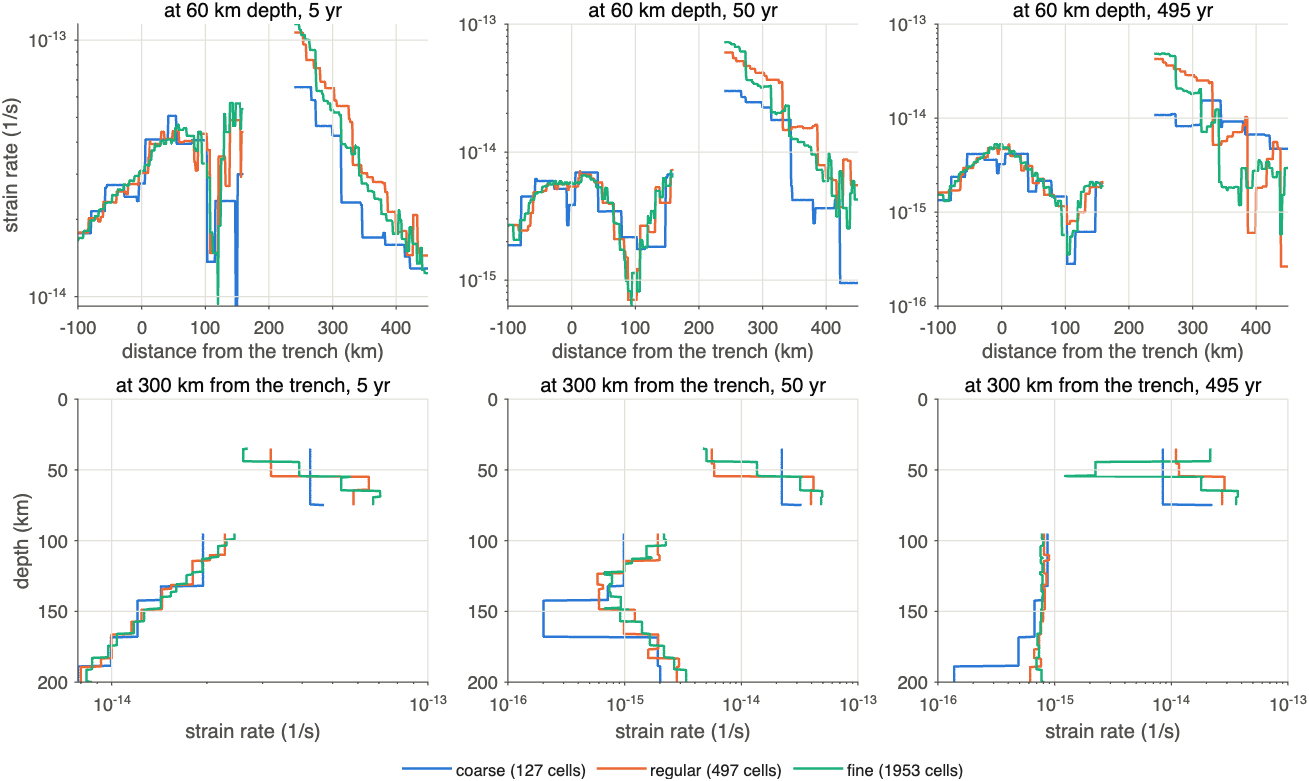 at 60 km depth, 5 yr
at 60 km depth, 50 yr
at 60 km depth, 495 yr
strain rate (1/s)
10-13
10-14
-100 0 100 200 300 400
distance from the trench (km)
10-13
10-14
10-15
-100 0 100 200 300 400
distance from the trench (km)
10-13
10-14
10-15
10-16
-100 0 100 200 300 400
distance from the trench (km)
at 300 km from the trench, 5 yr
at 300 km from the trench, 50 yr
at 300 km from the trench, 495 yr
depth (km)
0
50
100
150
200
10-14 10-13
strain rate (1/s)
0
50
100
150
200
10-16 10-15 10-14 10-13
strain rate (1/s)
0
50
100
150
200
10-16 10-15 10-14 10-13
strain rate (1/s)
coarse (127 cells) regular (497 cells) fine (1953 cells)